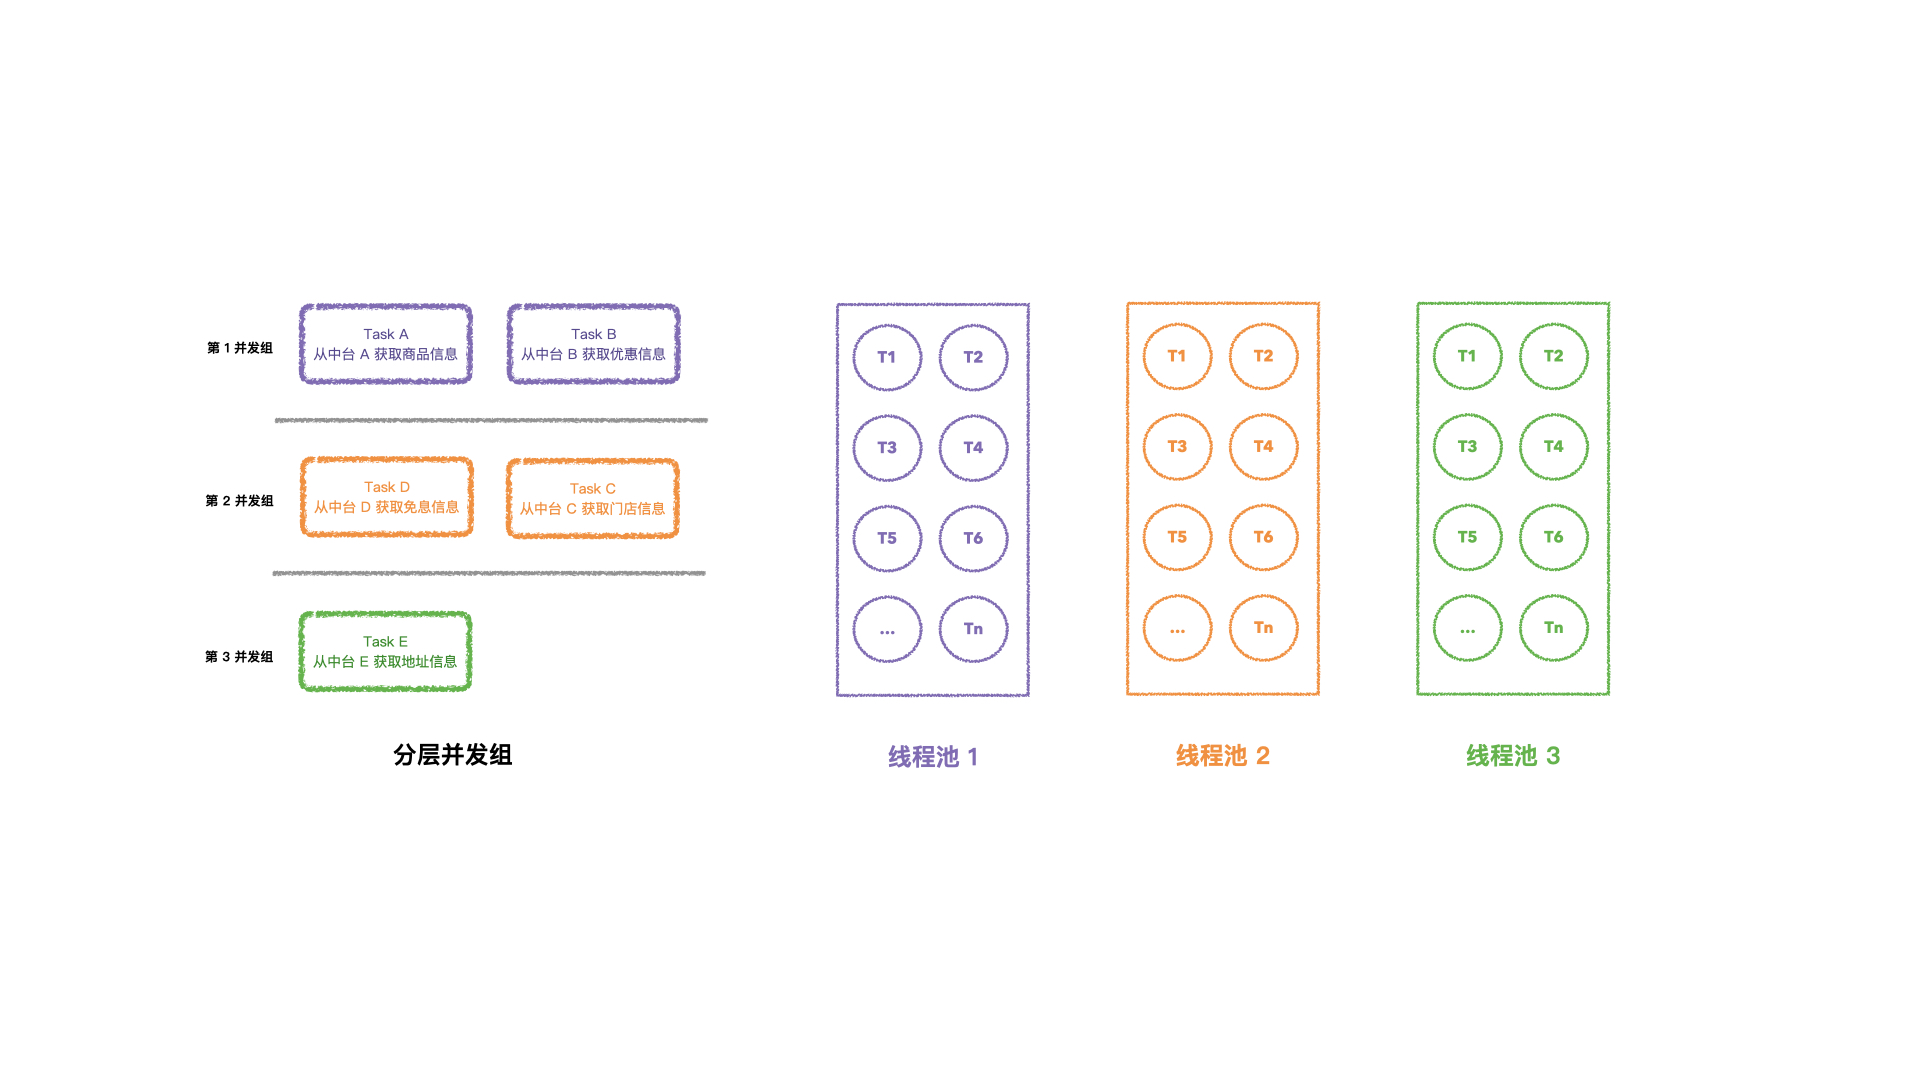 第 1 并发组
Task A
从中台 A 获取商品信息
Task B
从中台 B 获取优惠信息
第 2 并发组
Task D
从中台 D 获取免息信息
Task C
从中台 C 获取门店信息
第 3 并发组
Task E
从中台 E 获取地址信息
分层并发组
T1 T2
T3 T4
T5 T6
... Tn
线程池 1
T1 T2
T3 T4
T5 T6
... Tn
线程池 2
T1 T2
T3 T4
T5 T6
... Tn
线程池 3